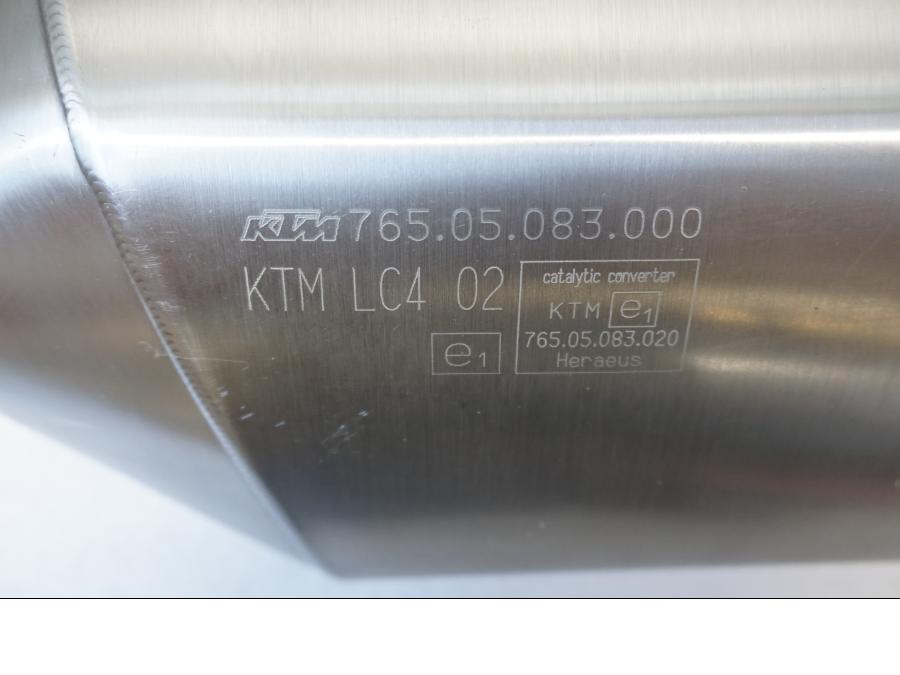 KTM 765.05.083.000
KTM LC4 02
e1
catalytic converter
KTM e1
765.05.083.020
Heraeus